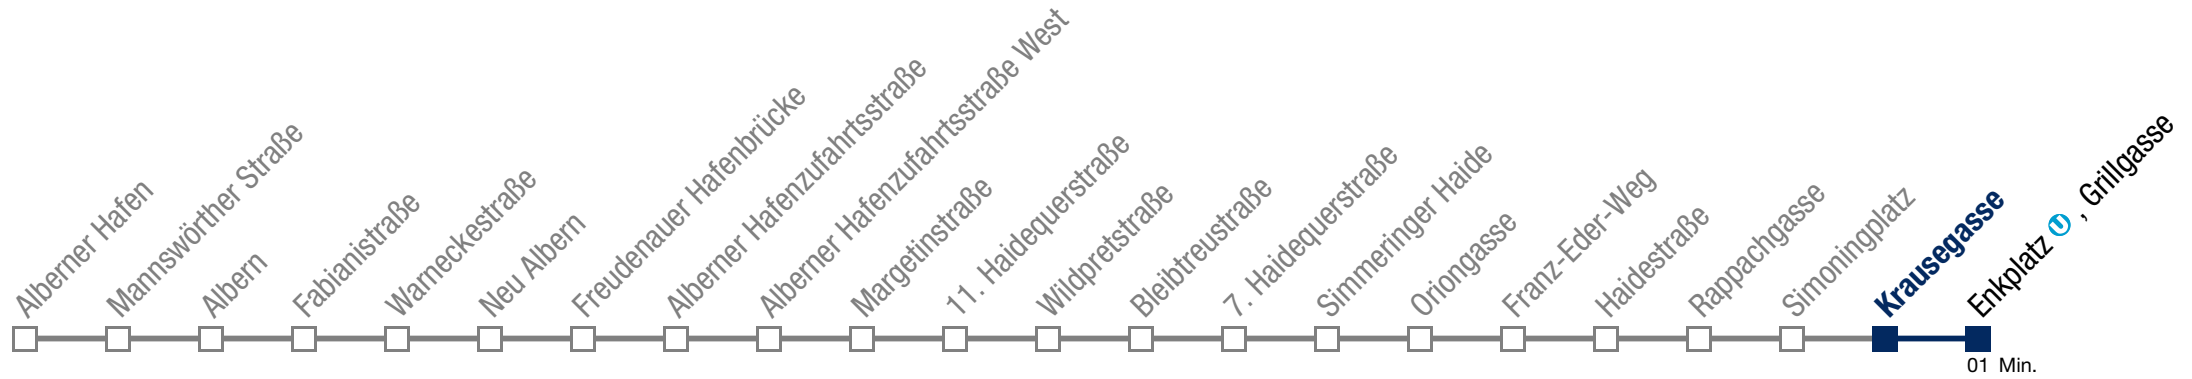 Alberner Hafen
Mannswörther Straße
Albern
Fabianistraße
Warneckestraße
Neu Albern
Freudenauer Hafenbrücke
Alberner Hafenzufahrtsstraße
Alberner Hafenzufahrtsstraße West
Margetinstraße
11. Haidequerstraße
Wildpretstraße
Bleibtreustraße
7. Haidequerstraße
Simmeringer Haide
Oriongasse
Franz-Eder-Weg
Haidestraße
Rappachgasse
Simoningplatz
Krausegasse
Enkplatz U , Grillgasse
01 Min.